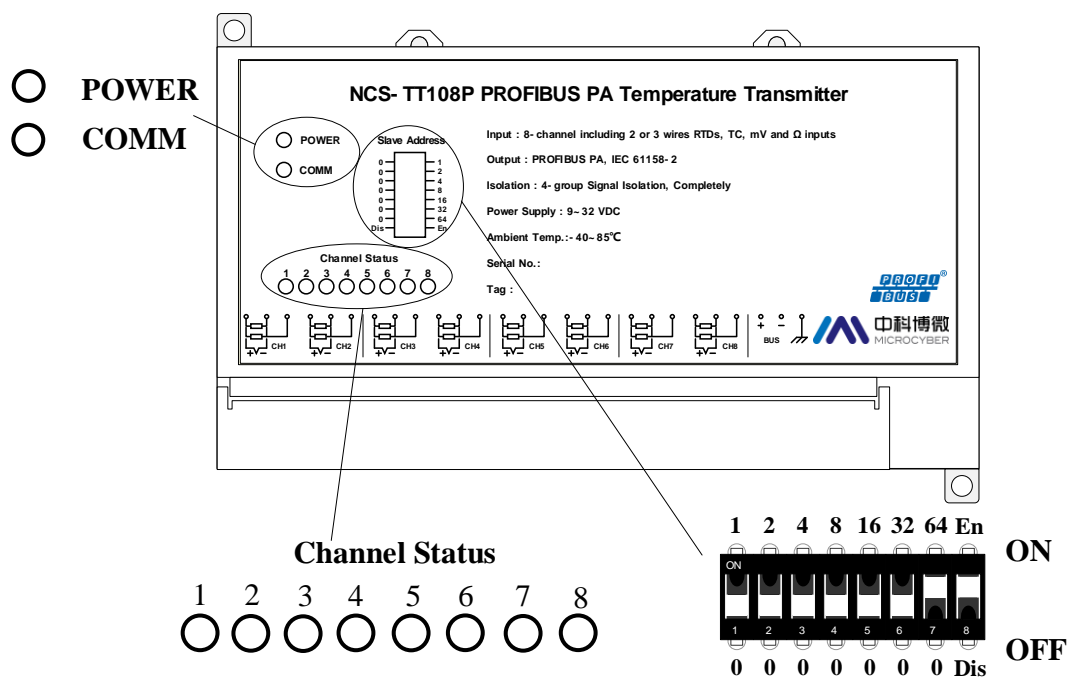 NCS- TT108P PROFIBUS PA Temperature Transmitter
POWER
COMM
POWER
COMM
Slave Address
0 1
0 2
0 4
0 8
0 16
0 32
0 64
Dis En
Input : 8- channel including 2 or 3 wires RTDs, TC, mV and Ω inputs
Output : PROFIBUS PA, IEC 61158- 2
Isolation : 4- group Signal Isolation, Completely
Power Supply : 9~ 32 VDC
Ambient Temp.:- 40~ 85℃
Serial No.:
Tag :
Channel Status
1 2 3 4 5 6 7 8
PROFI®
BUS
CH1 CH2 CH3 CH4 CH5 CH6 CH7 CH8
+V- +V- +V- +V- +V- +V- +V- +V-
+ −
BUS
中科博微
MICROCYBER
Channel Status
1 2 3 4 5 6 7 8
1 2 4 8 16 32 64 En
ON
ON
1 2 3 4 5 6 7 8
OFF
0 0 0 0 0 0 0 Dis